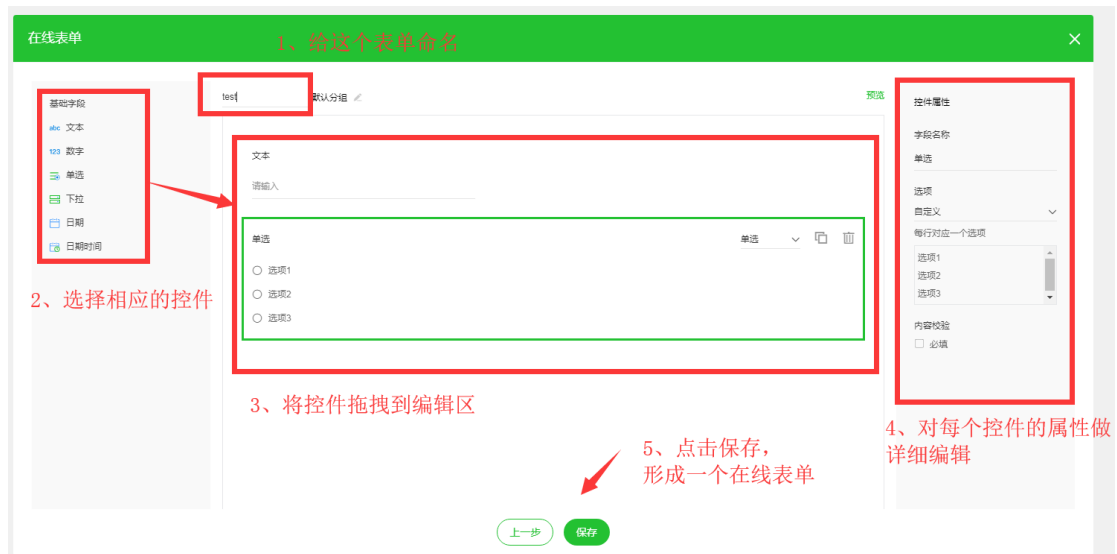 在线表单
1、给这个表单命名
test
默认分组
预览
基础字段
abc 文本
123 数字
单选
下拉
日期
日期时间
2、选择相应的控件
文本
请输入
单选
单选
选项1
选项2
选项3
3、将控件拖拽到编辑区
控件属性
字段名称
单选
选项
自定义
每行对应一个选项
选项1
选项2
选项3
内容校验
必填
4、对每个控件的属性做
详细编辑
5、点击保存，
形成一个在线表单
上一步
保存